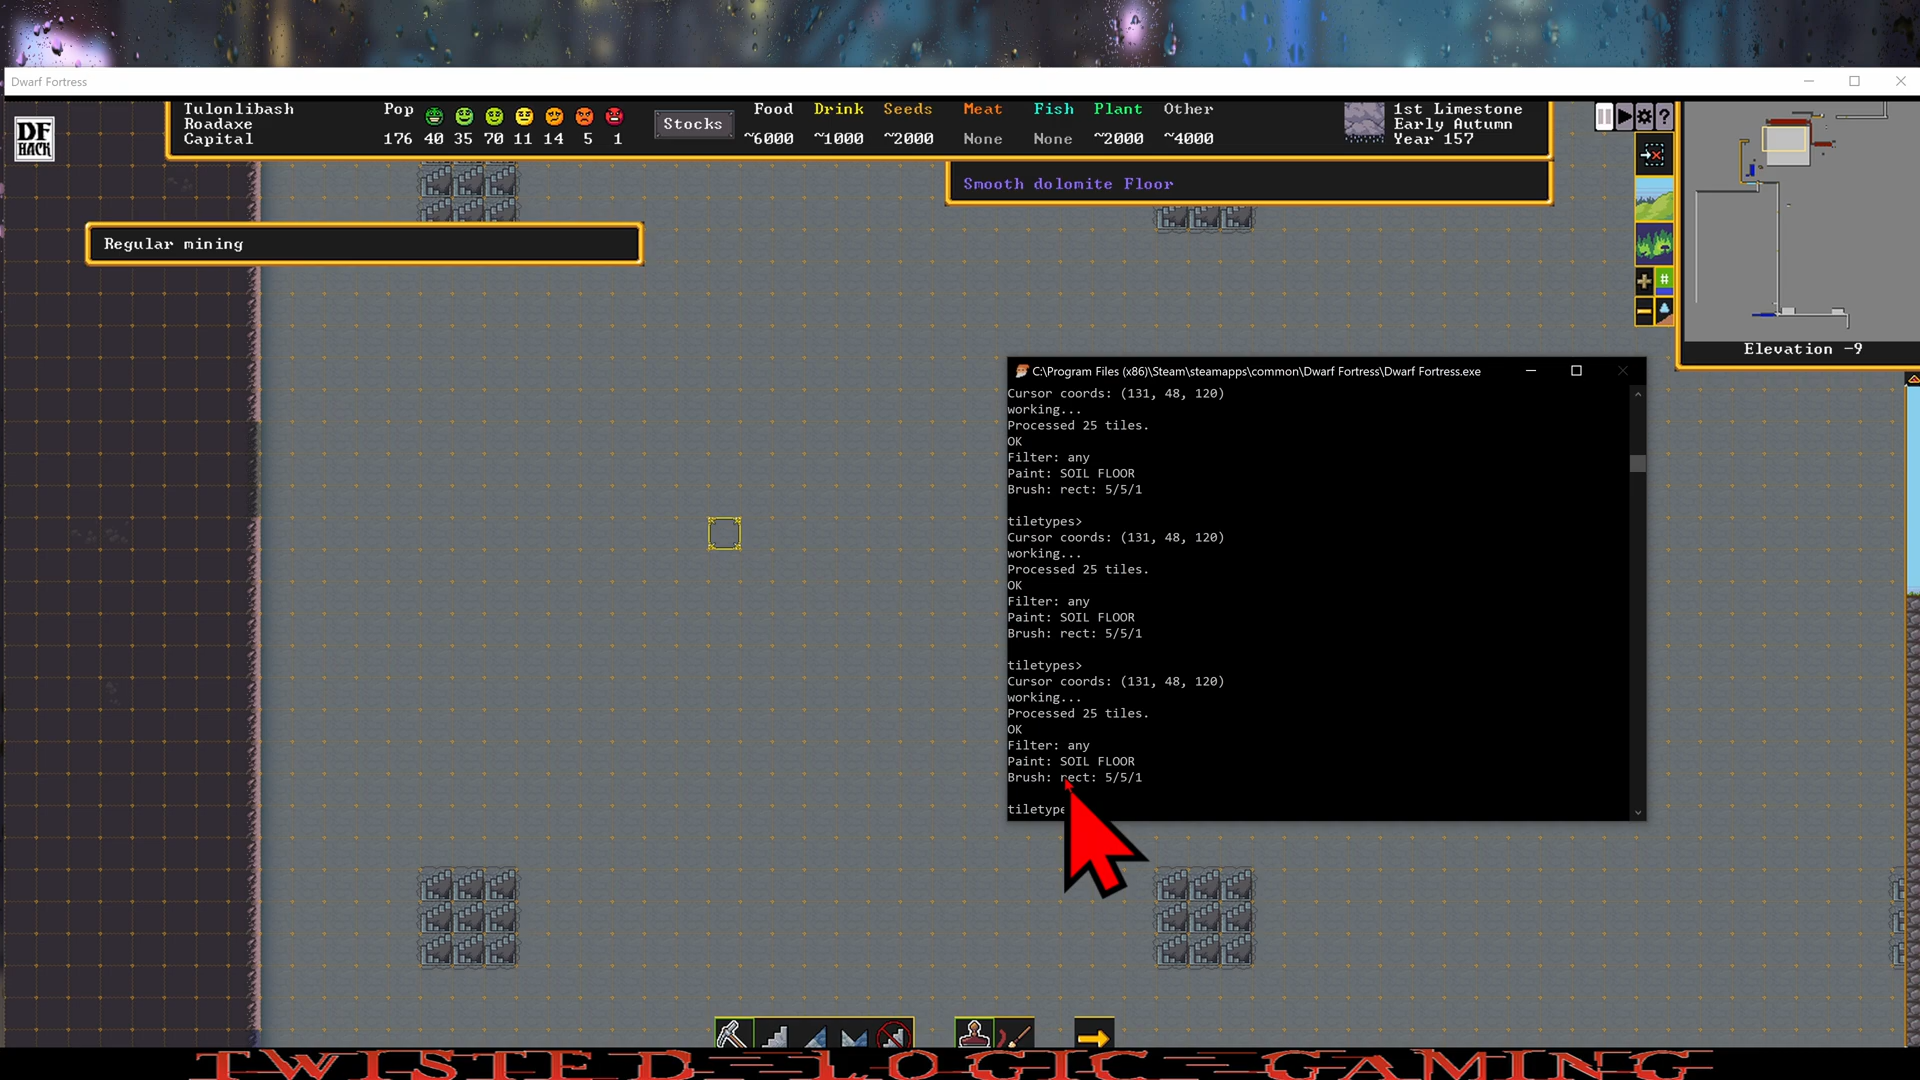 Dwarf Fortress
DF
HACK
Tulonlibash
Roadaxe
Capital
Pop
176 40 35 70 11 14 5 1
Stocks
Food Drink Seeds Meat Fish Plant Other
~6000 ~1000 ~2000 None None ~2000 ~4000
1st Limestone
Early Autumn
Year 157
?
#
Smooth dolomite Floor
Regular mining
Elevation -9
C:\Program Files (x86)\Steam\steamapps\common\Dwarf Fortress\Dwarf Fortress.exe
Cursor coords: (131, 48, 120)
working...
Processed 25 tiles.
OK
Filter: any
Paint: SOIL FLOOR
Brush: rect: 5/5/1
tiletypes>
Cursor coords: (131, 48, 120)
working...
Processed 25 tiles.
OK
Filter: any
Paint: SOIL FLOOR
Brush: rect: 5/5/1
tiletypes>
Cursor coords: (131, 48, 120)
working...
Processed 25 tiles.
OK
Filter: any
Paint: SOIL FLOOR
Brush: rect: 5/5/1
tiletype
TWISTED LOGIC GAMING